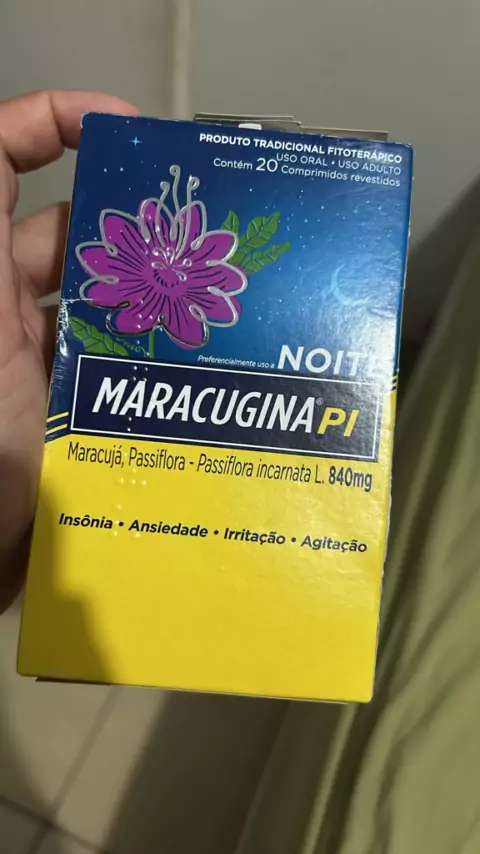 PRODUTO TRADICIONAL FITOTERÁPICO
USO ORAL • USO ADULTO
Contém 20 Comprimidos revestidos
Preferencialmente uso a NOITE
MARACUGINA® PI
Maracujá, Passiflora - Passiflora incarnata L. 840mg
Insônia • Ansiedade • Irritação • Agitação